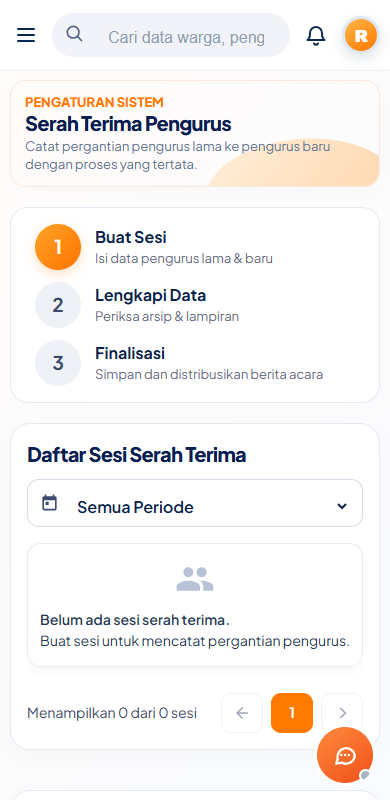 Cari data warga, peng
R
PENGATURAN SISTEM
Serah Terima Pengurus
Catat pergantian pengurus lama ke pengurus baru
dengan proses yang tertata.
1
Buat Sesi
Isi data pengurus lama & baru
2
Lengkapi Data
Periksa arsip & lampiran
3
Finalisasi
Simpan dan distribusikan berita acara
Daftar Sesi Serah Terima
Semua Periode
Belum ada sesi serah terima.
Buat sesi untuk mencatat pergantian pengurus.
Menampilkan 0 dari 0 sesi
1